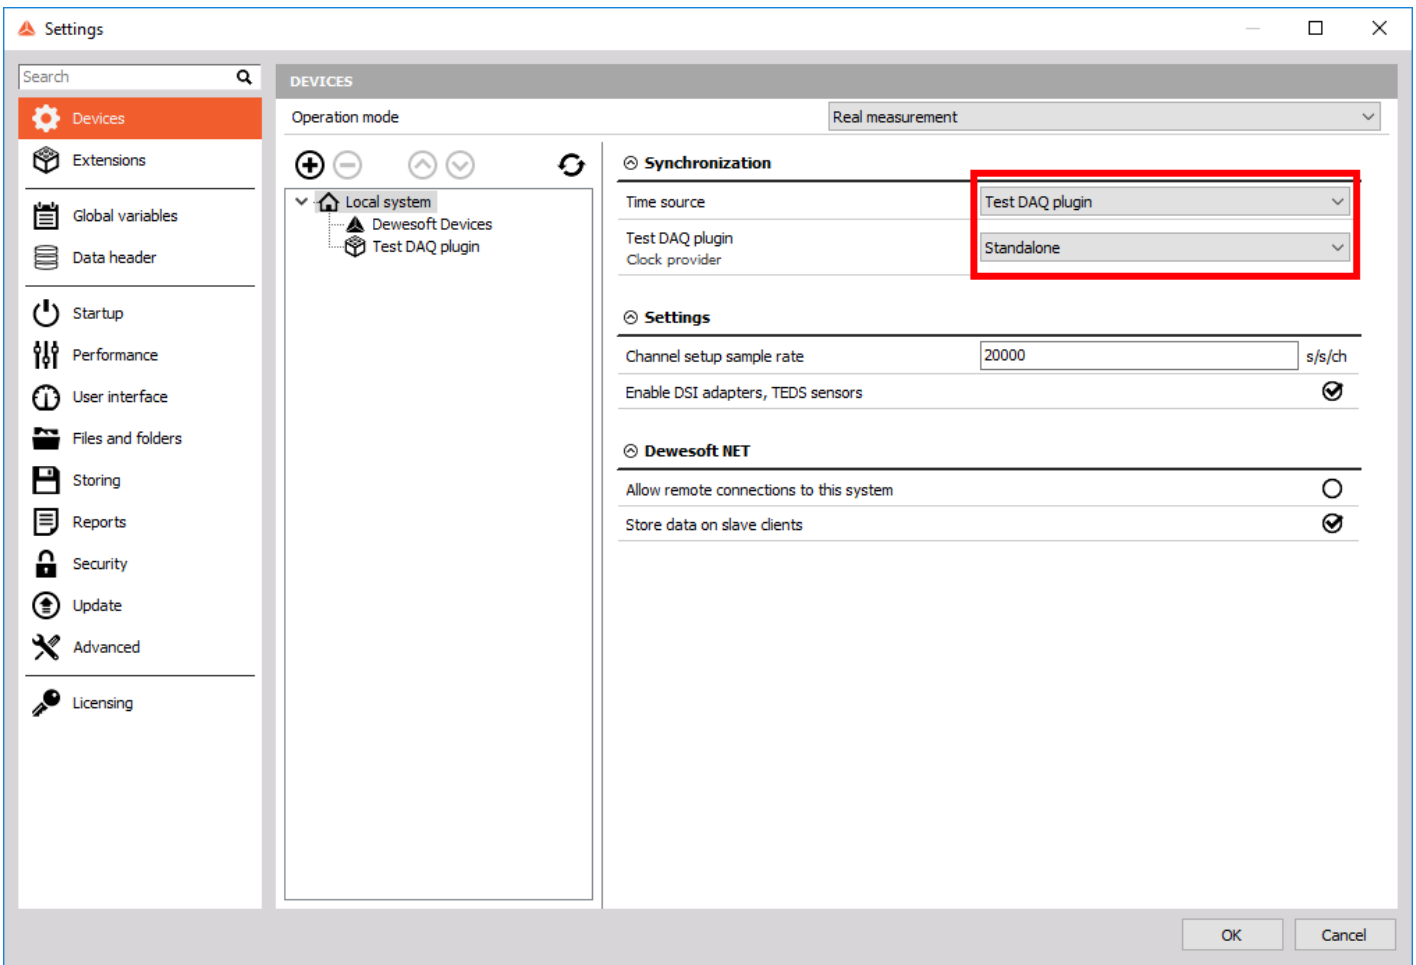 Settings
Search
DEVICES
Devices
Operation mode
Real measurement
Extensions
Global variables
Data header
Startup
Performance
User interface
Files and folders
Storing
Reports
Security
Update
Advanced
Licensing
Local system
Dewesoft Devices
Test DAQ plugin
Synchronization
Time source
Test DAQ plugin
Test DAQ plugin
Clock provider
Standalone
Settings
Channel setup sample rate
20000
s/s/ch
Enable DSI adapters, TEDS sensors
Dewesoft NET
Allow remote connections to this system
Store data on slave clients
OK
Cancel